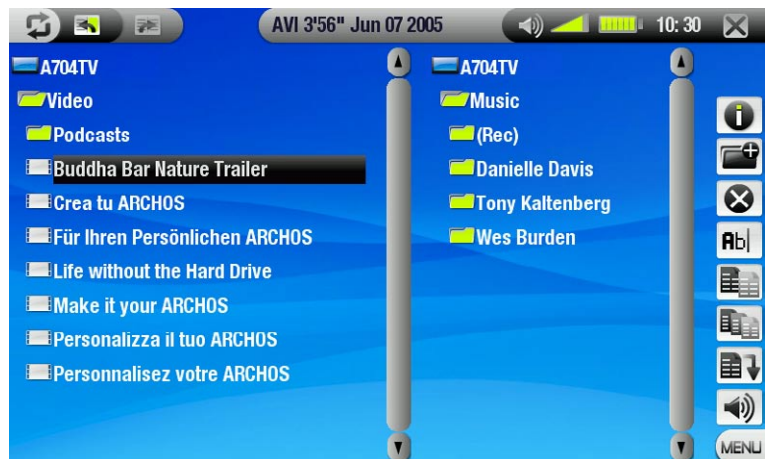 AVI 3'56" Jun 07 2005
10: 30
A704TV
Video
Podcasts
Buddha Bar Nature Trailer
Crea tu ARCHOS
Für Ihren Persönlichen ARCHOS
Life without the Hard Drive
Make it your ARCHOS
Personalizza il tuo ARCHOS
Personnalisez votre ARCHOS
A704TV
Music
(Rec)
Danielle Davis
Tony Kaltenberg
Wes Burden
i
Ab|
MENU